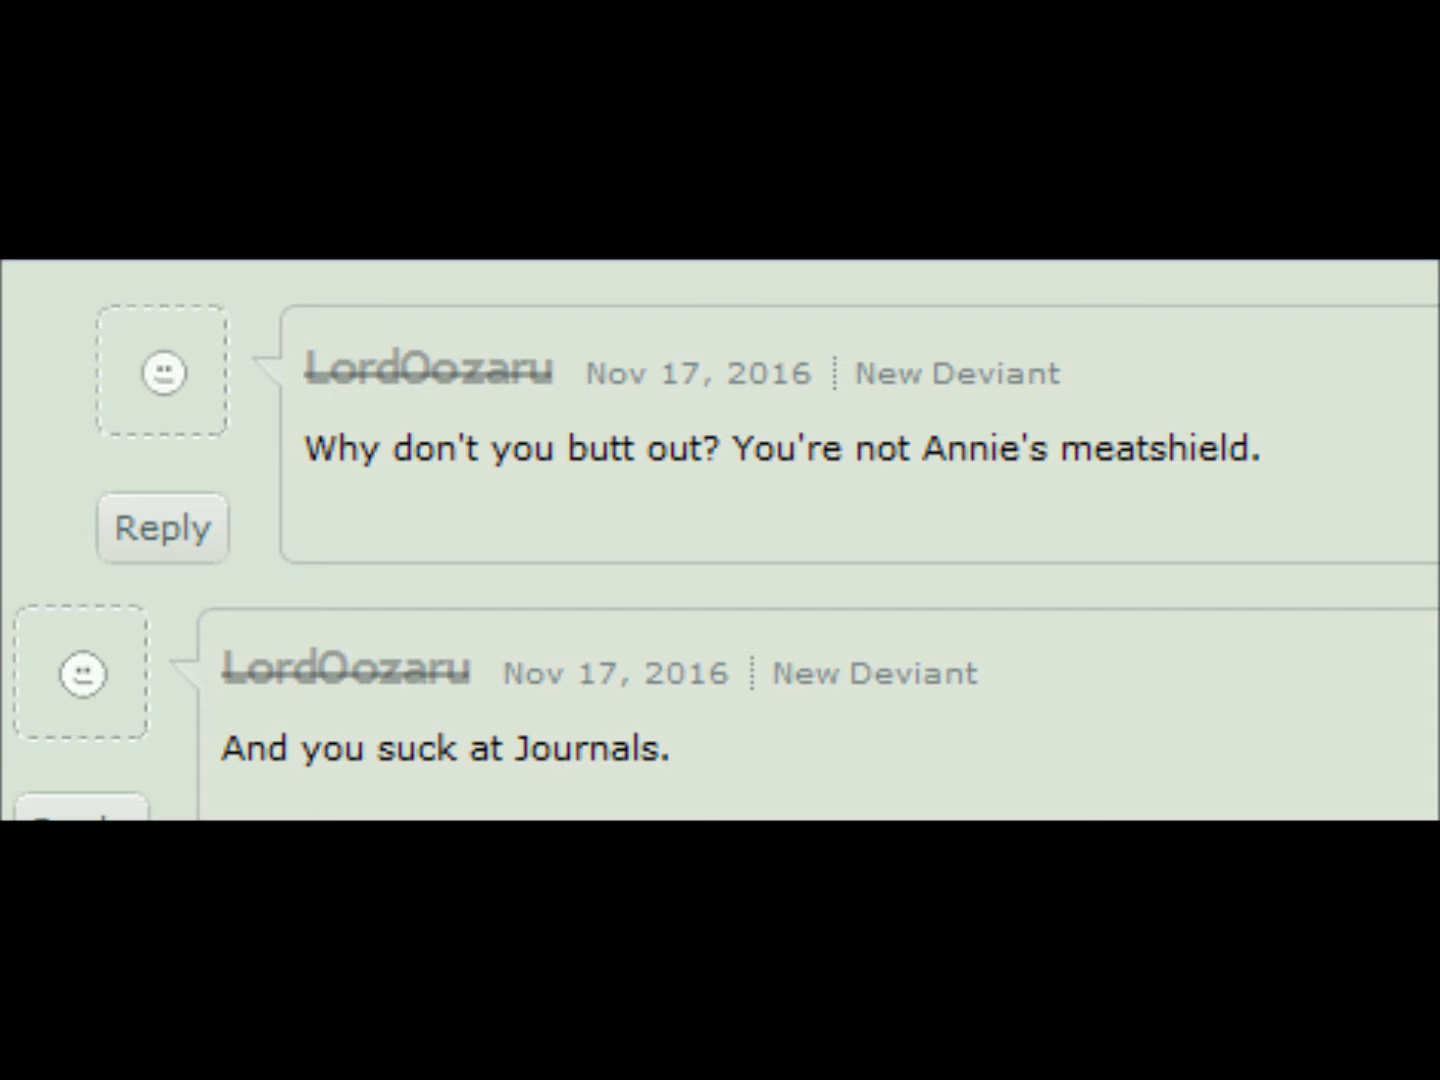 LordOozaru Nov 17, 2016 New Deviant
Why don't you butt out? You're not Annie's meatshield.
Reply
LordOozaru Nov 17, 2016 New Deviant
And you suck at Journals.